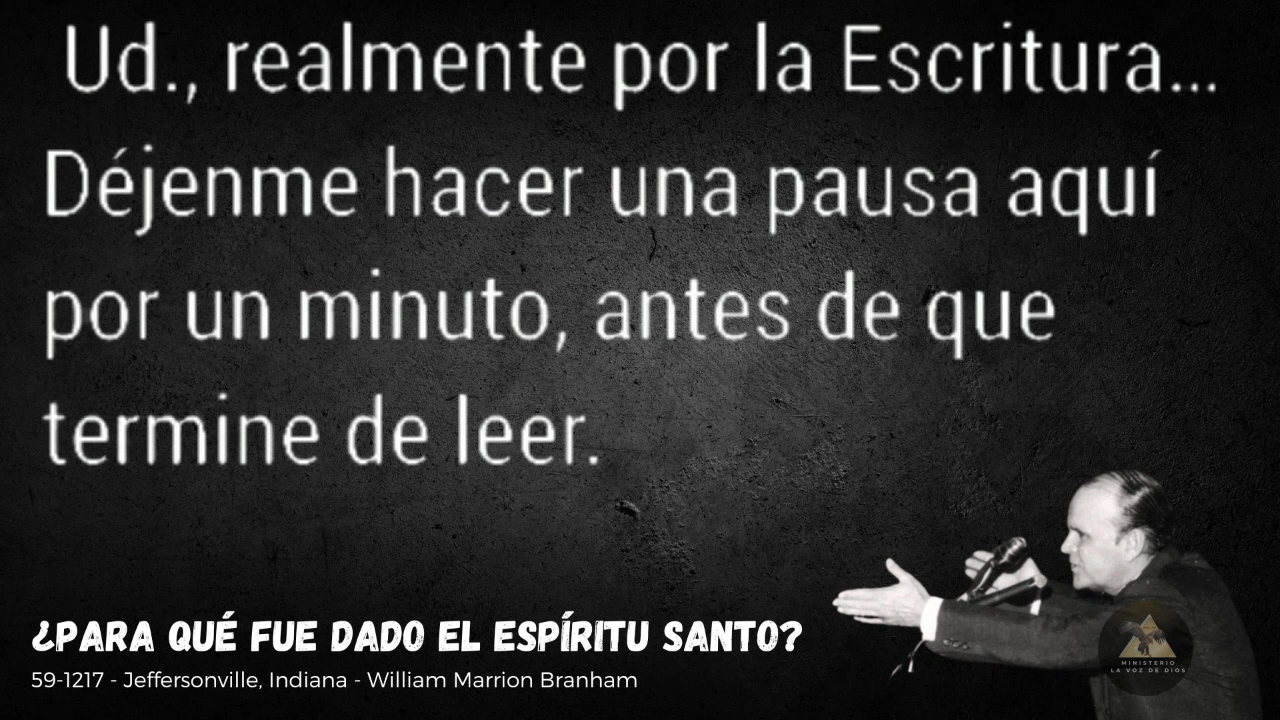 Ud., realmente por la Escritura...
Déjenme hacer una pausa aquí
por un minuto, antes de que
termine de leer.
¿PARA QUÉ FUE DADO EL ESPÍRITU SANTO?
59-1217 - Jeffersonville, Indiana - William Marrion Branham
MINISTERIO
LA VOZ DE DIOS